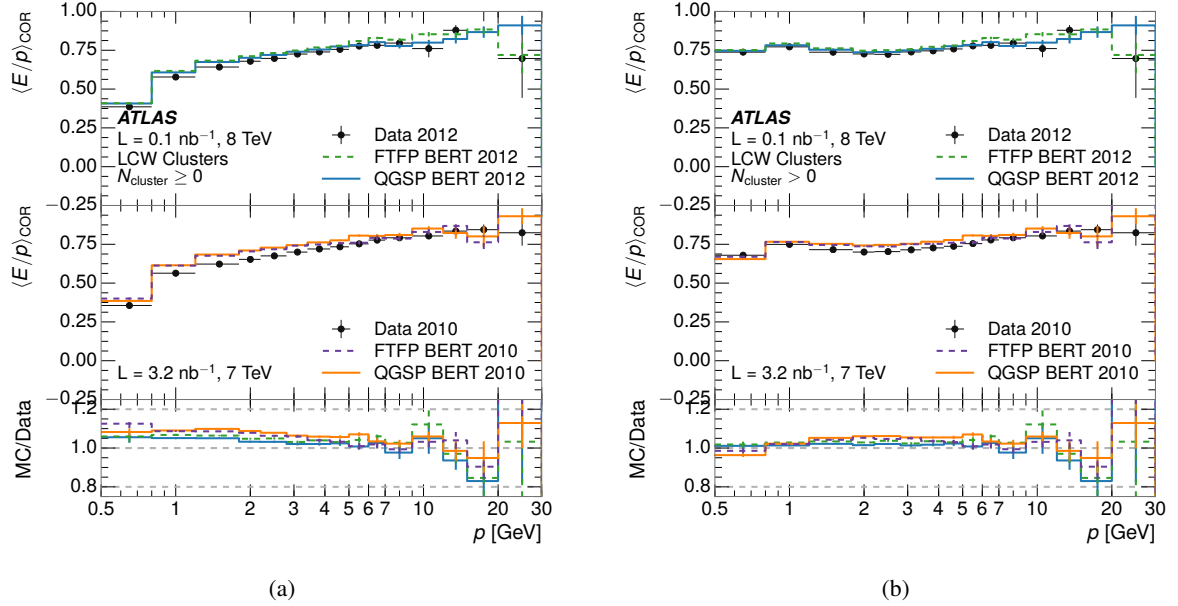 ⟨E/p⟩COR
1.00
0.75
0.50
0.25
0.00
−0.25
ATLAS
L = 0.1 nb⁻¹, 8 TeV
LCW Clusters
Ncluster ≥ 0
Data 2012
FTFP BERT 2012
QGSP BERT 2012
⟨E/p⟩COR
0.75
0.50
0.25
0.00
−0.25
Data 2010
FTFP BERT 2010
QGSP BERT 2010
L = 3.2 nb⁻¹, 7 TeV
MC/Data
1.2
1.0
0.8
0.5 1 2 3 4 5 6 7 10 20 30
p [GeV]
(a)
⟨E/p⟩COR
1.00
0.75
0.50
0.25
0.00
−0.25
ATLAS
L = 0.1 nb⁻¹, 8 TeV
LCW Clusters
Ncluster > 0
Data 2012
FTFP BERT 2012
QGSP BERT 2012
⟨E/p⟩COR
0.75
0.50
0.25
0.00
−0.25
Data 2010
FTFP BERT 2010
QGSP BERT 2010
L = 3.2 nb⁻¹, 7 TeV
MC/Data
1.2
1.0
0.8
0.5 1 2 3 4 5 6 7 10 20 30
p [GeV]
(b)